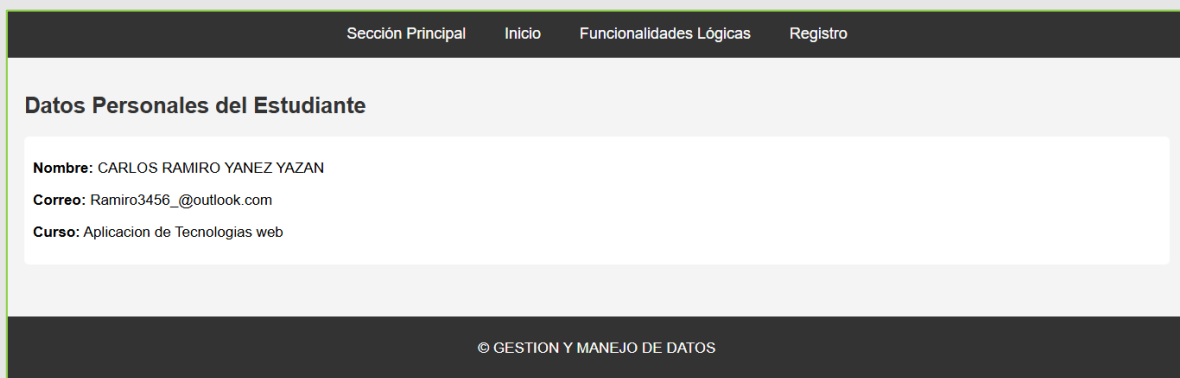 Sección Principal Inicio Funcionalidades Lógicas Registro
Datos Personales del Estudiante
Nombre: CARLOS RAMIRO YANEZ YAZAN
Correo: Ramiro3456_@outlook.com
Curso: Aplicacion de Tecnologias web
© GESTION Y MANEJO DE DATOS